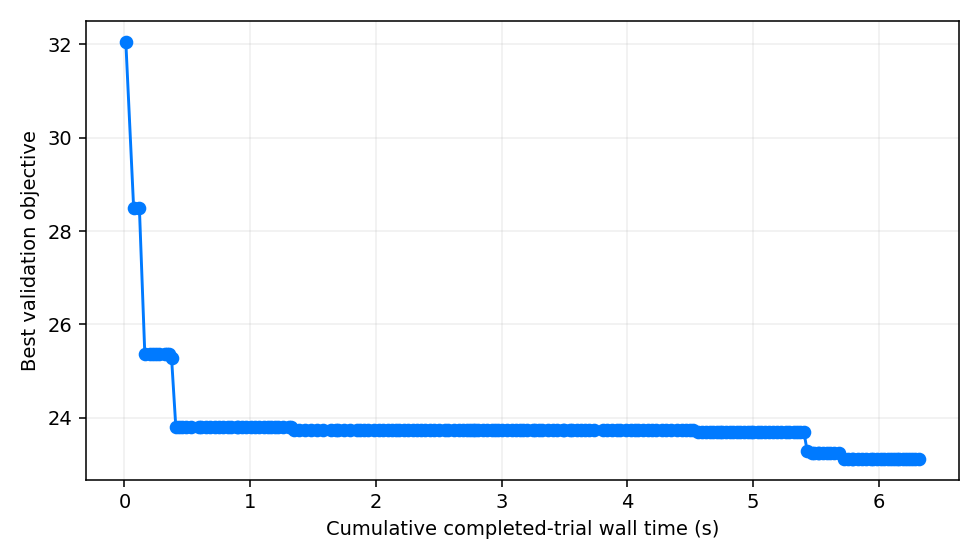 32
30
28
26
24
Best validation objective
0 1 2 3 4 5 6
Cumulative completed-trial wall time (s)